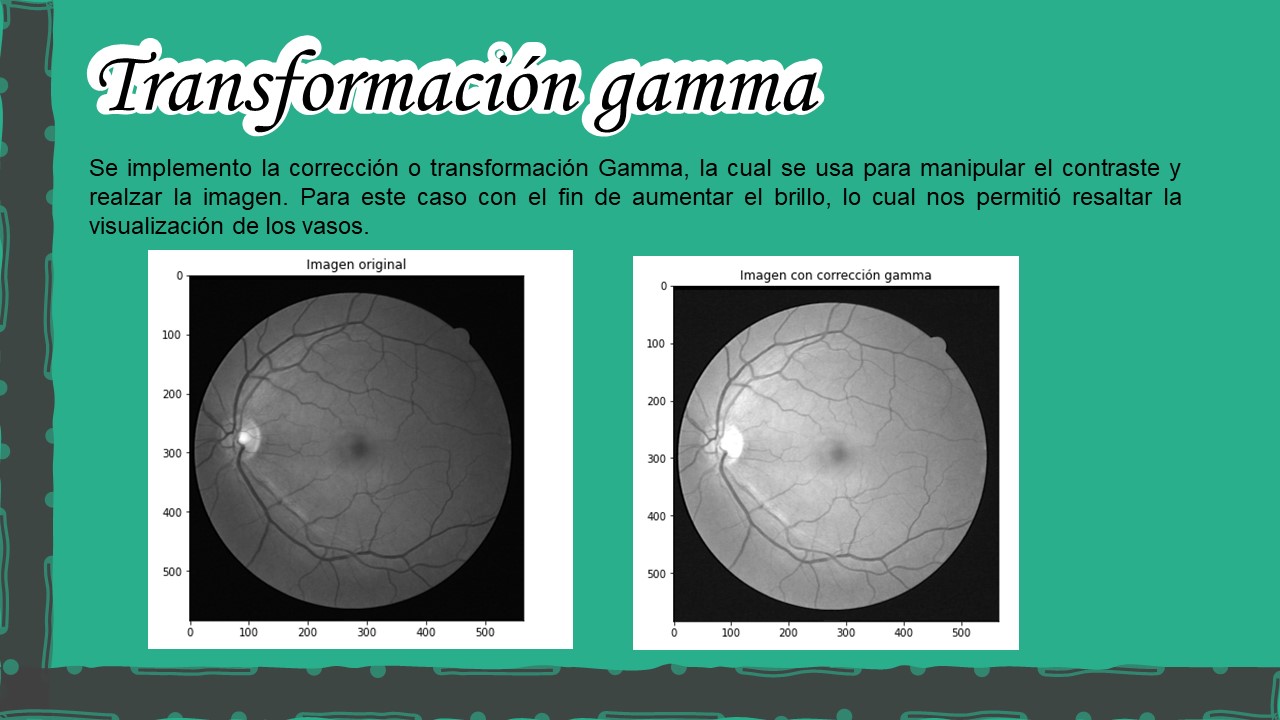 Transformación gamma
Se implemento la corrección o transformación Gamma, la cual se usa para manipular el contraste y
realzar la imagen. Para este caso con el fin de aumentar el brillo, lo cual nos permitió resaltar la
visualización de los vasos.
Imagen original
0
100
200
300
400
500
0 100 200 300 400 500
Imagen con corrección gamma
0
100
200
300
400
500
0 100 200 300 400 500